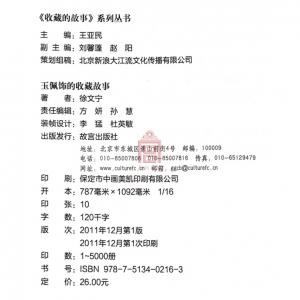 《收藏的故事》系列丛书
主 编：王亚民
副 主 编：刘馨蓬 赵 阳
策划组稿：北京新浪大江流文化传播有限公司
玉佩饰的收藏故事
著 者：徐文宁
责任编辑：方 妍 孙 慧
装帧设计：李 猛 杜英敏
出版发行：故宫出版社
地址：北京市东城区景山前街4号 邮编：100009
电话：010-85007808 010-85007816 传真：010-65129479
网址：www.culturefc.cn 邮箱：ggcb@culturefc.cn
印 刷：保定市中画美凯印刷有限公司
开 本：787毫米×1092毫米 1/16
印 张：10
字 数：120千字
版 次：2011年12月第1版
2011年12月第1次印刷
印 数：1~5000册
书 号：ISBN 978-7-5134-0216-3
定 价：26.00元